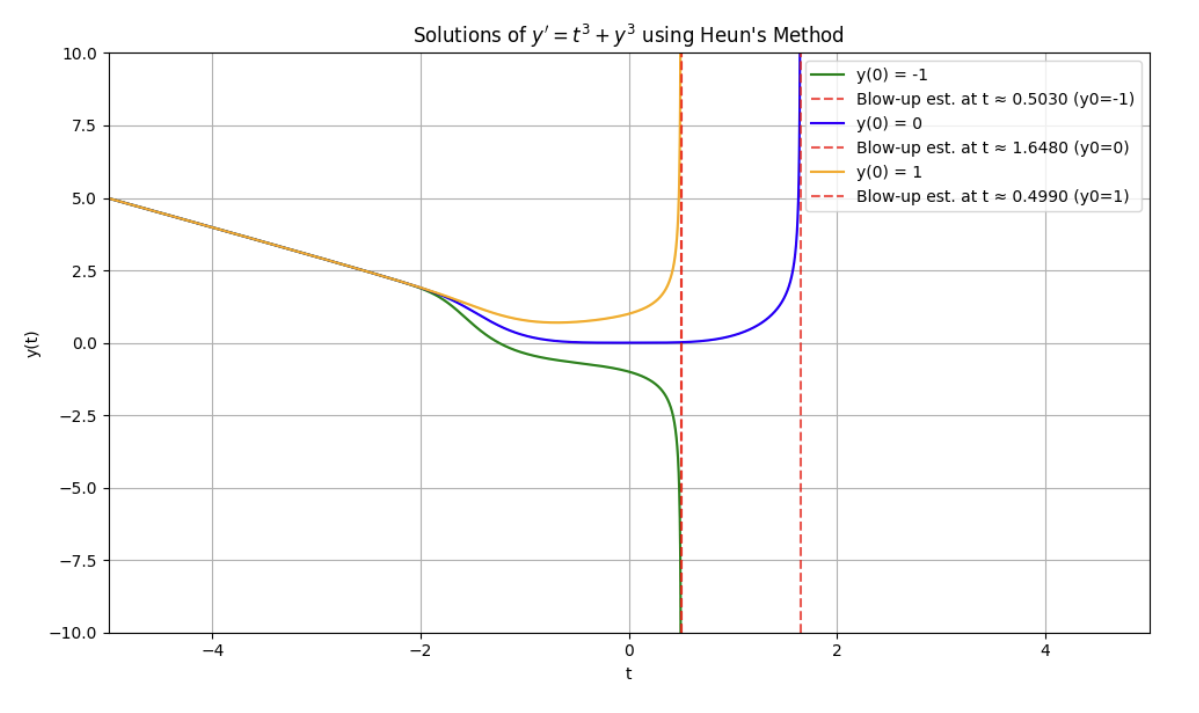 Solutions of $y' = t^3 + y^3$ using Heun's Method
y(0) = -1
Blow-up est. at t ≈ 0.5030 (y0=-1)
y(0) = 0
Blow-up est. at t ≈ 1.6480 (y0=0)
y(0) = 1
Blow-up est. at t ≈ 0.4990 (y0=1)
10.0
7.5
5.0
2.5
0.0
−2.5
−5.0
−7.5
−10.0
y(t)
−4
−2
0
2
4
t